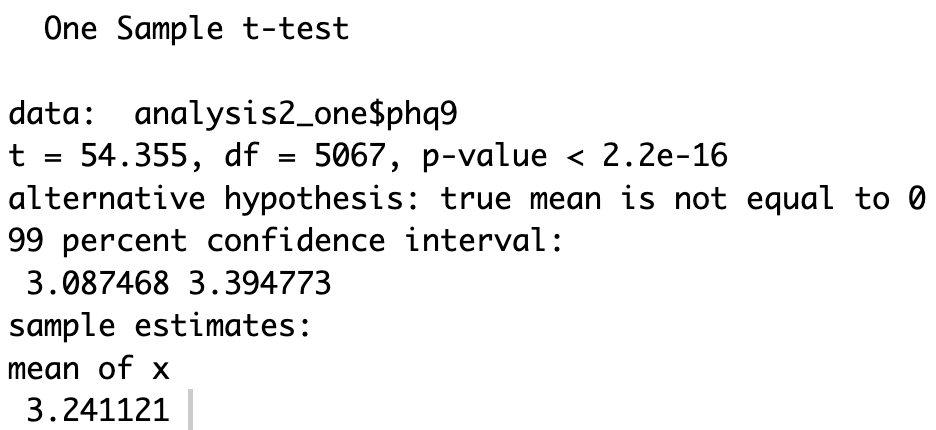 One Sample t-test
data:  analysis2_one$phq9
t = 54.355, df = 5067, p-value < 2.2e-16
alternative hypothesis: true mean is not equal to 0
99 percent confidence interval:
3.087468 3.394773
sample estimates:
mean of x
3.241121